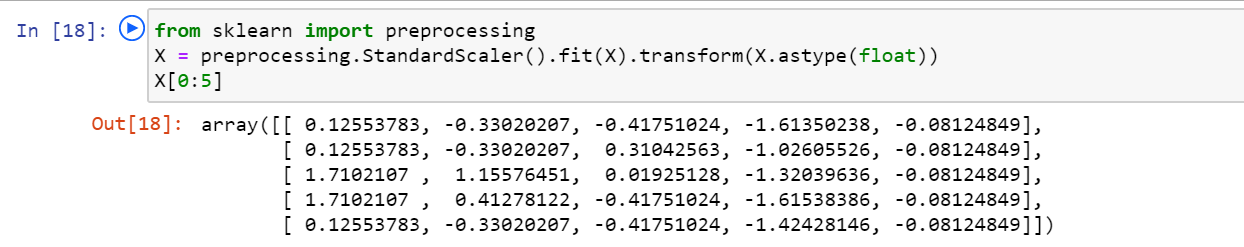 In [18]: from sklearn import preprocessing
X = preprocessing.StandardScaler().fit(X).transform(X.astype(float))
X[0:5]
Out[18]: array([[ 0.12553783, -0.33020207, -0.41751024, -1.61350238, -0.08124849],
[ 0.12553783, -0.33020207,  0.31042563, -1.02605526, -0.08124849],
[ 1.7102107 ,  1.15576451,  0.01925128, -1.32039636, -0.08124849],
[ 1.7102107 ,  0.41278122, -0.41751024, -1.61538386, -0.08124849],
[ 0.12553783, -0.33020207, -0.41751024, -1.42428146, -0.08124849]])